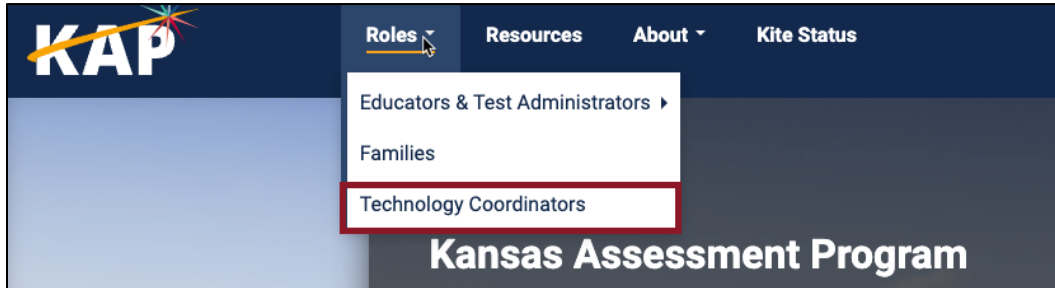 KAP
Roles Resources About Kite Status
Educators & Test Administrators
Families
Technology Coordinators
Kansas Assessment Program